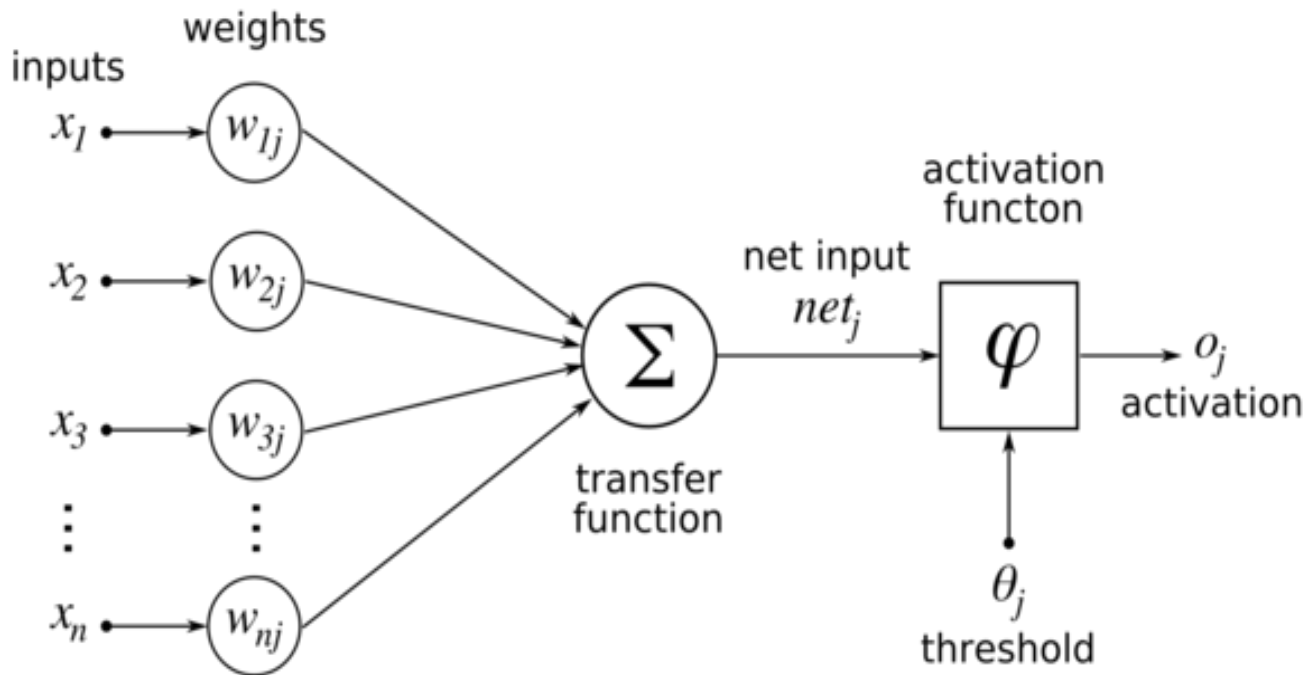 weights
inputs
x₁
w₁ⱼ
x₂
w₂ⱼ
x₃
w₃ⱼ
⋮ ⋮
xₙ
wₙⱼ
Σ
transfer
function
net input
netⱼ
activation
functon
φ
oⱼ
activation
θⱼ
threshold